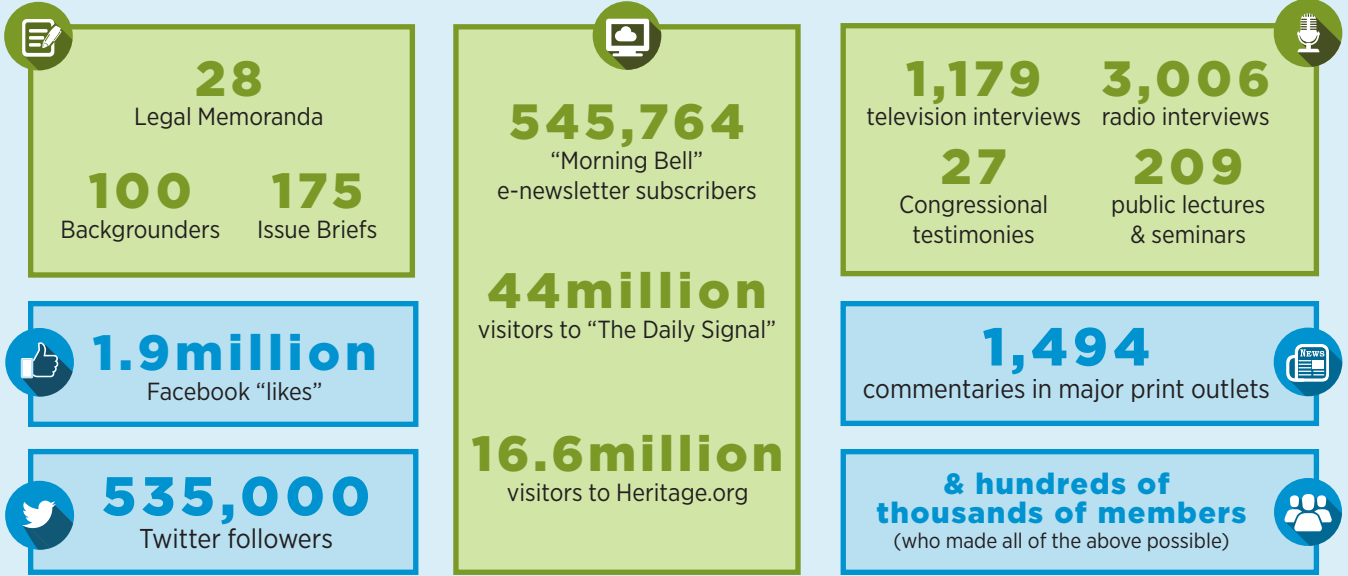 28
Legal Memoranda
100
Backgrounders
175
Issue Briefs
1.9million
Facebook “likes”
535,000
Twitter followers
545,764
“Morning Bell”
e-newsletter subscribers
44million
visitors to “The Daily Signal”
16.6million
visitors to Heritage.org
1,179
television interviews
3,006
radio interviews
27
Congressional
testimonies
209
public lectures
& seminars
1,494
commentaries in major print outlets
News
& hundreds of
thousands of members
(who made all of the above possible)